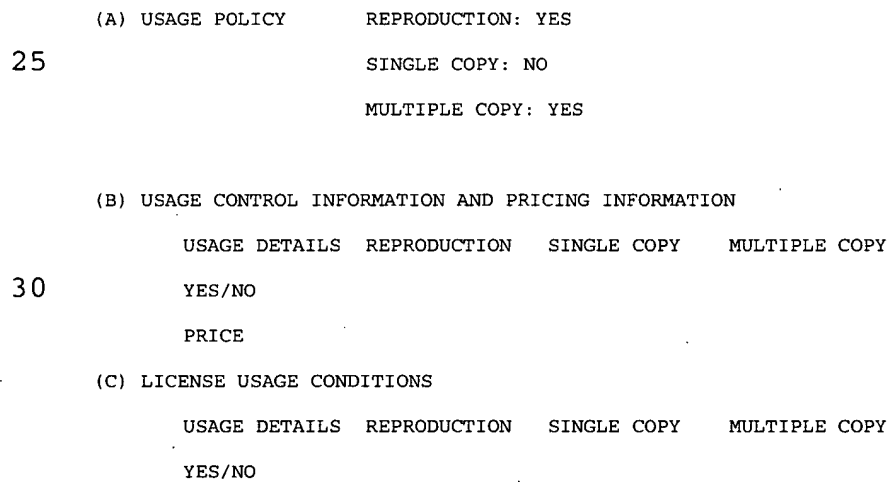 (A) USAGE POLICY REPRODUCTION: YES
25 SINGLE COPY: NO
MULTIPLE COPY: YES
(B) USAGE CONTROL INFORMATION AND PRICING INFORMATION
USAGE DETAILS REPRODUCTION SINGLE COPY MULTIPLE COPY
30 YES/NO
PRICE
(C) LICENSE USAGE CONDITIONS
USAGE DETAILS REPRODUCTION SINGLE COPY MULTIPLE COPY
YES/NO